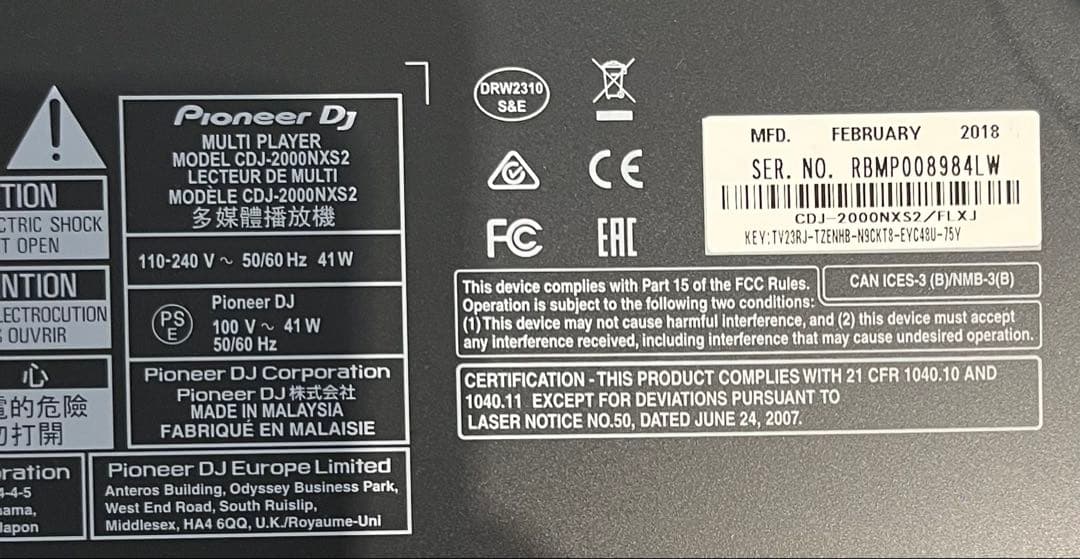 TION
CTRIC SHOCK
T OPEN
NTION
LECTROCUTION
S OUVRIR
心
電的危險
勿打開
Pioneer Dj
MULTI PLAYER
MODEL CDJ-2000NXS2
LECTEUR DE MULTI
MODÈLE CDJ-2000NXS2
多媒體播放機
110-240 V ~ 50/60 Hz 41 W
PS
E
Pioneer DJ
100 V ~ 41 W
50/60 Hz
Pioneer DJ Corporation
Pioneer DJ 株式会社
MADE IN MALAYSIA
FABRIQUÉ EN MALAISIE
ration
4-4-5
ama,
Japon
Pioneer DJ Europe Limited
Anteros Building, Odyssey Business Park,
West End Road, South Ruislip,
Middlesex, HA4 6QQ, U.K./Royaume-Uni
DRW2310
S&E
CE
FC
EAC
MFD. FEBRUARY 2018
SER. NO. RBMP008984LW
CDJ-2000NXS2/FLXJ
KEY:TV23RJ-TZENHB-N9CKT8-EYC48U-75Y
This device complies with Part 15 of the FCC Rules.
Operation is subject to the following two conditions:
(1) This device may not cause harmful interference, and (2) this device must accept
any interference received, including interference that may cause undesired operation.
CAN ICES-3 (B)/NMB-3(B)
CERTIFICATION - THIS PRODUCT COMPLIES WITH 21 CFR 1040.10 AND
1040.11 EXCEPT FOR DEVIATIONS PURSUANT TO
LASER NOTICE NO.50, DATED JUNE 24, 2007.